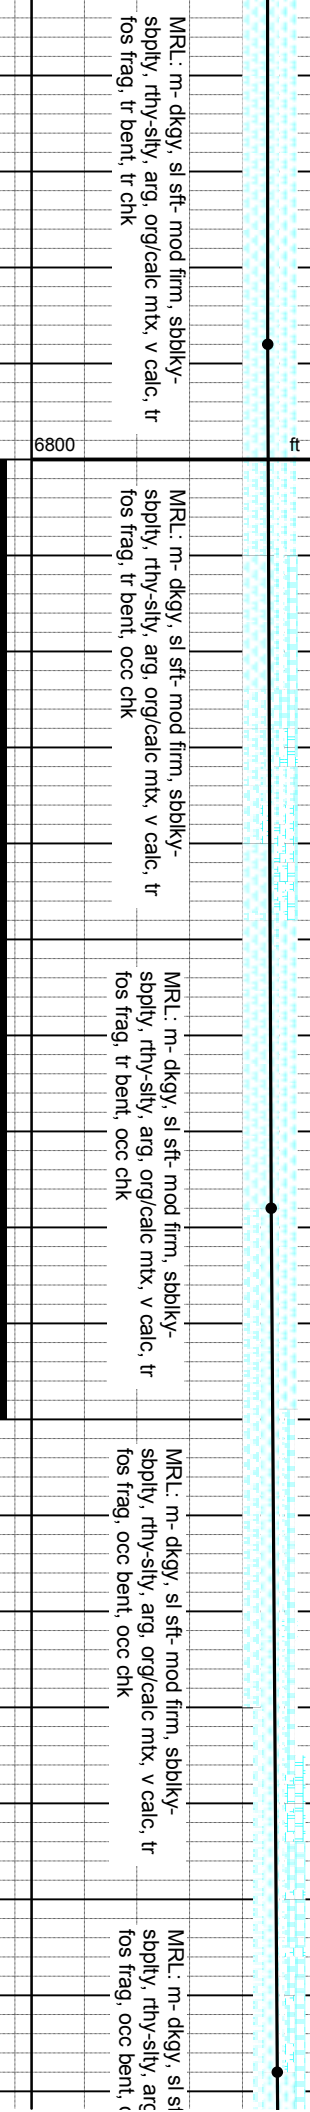 MRL: m- dkgy, sl sft- mod firm, sbblky-
sbplty, rthy-slty, arg, org/calc mtx, v calc, tr
fos frag, tr bent, tr chk
6800 ft
MRL: m- dkgy, sl sft- mod firm, sbblky-
sbplty, rthy-slty, arg, org/calc mtx, v calc, tr
fos frag, tr bent, occ chk
MRL: m- dkgy, sl sft- mod firm, sbblky-
sbplty, rthy-slty, arg, org/calc mtx, v calc, tr
fos frag, tr bent, occ chk
MRL: m- dkgy, sl sft- mod firm, sbblky-
sbplty, rthy-slty, arg, org/calc mtx, v calc, tr
fos frag, occ bent, occ chk
MRL: m- dkgy, sl
sbplty, rthy-slty, arg
fos frag, occ bent,